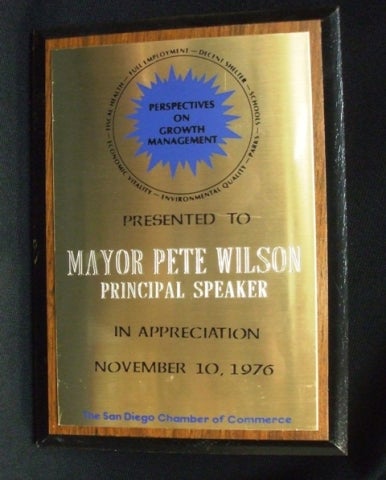 FISCAL HEALTH — FULL EMPLOYMENT — DECENT SHELTER — SCHOOLS — PARKS — ENVIRONMENTAL QUALITY — ECONOMIC VITALITY —
PERSPECTIVES
ON
GROWTH
MANAGEMENT
PRESENTED TO
MAYOR PETE WILSON
PRINCIPAL SPEAKER
IN APPRECIATION
NOVEMBER 10, 1976
The San Diego Chamber of Commerce